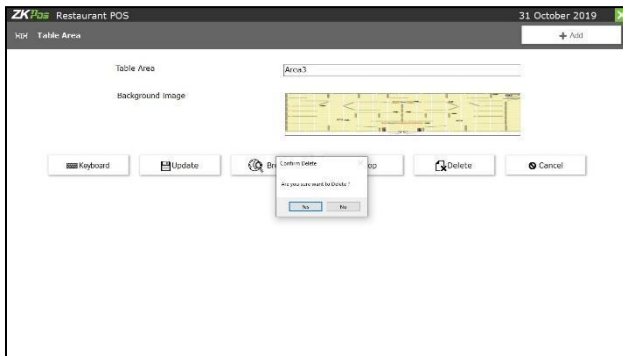 ZKPos Restaurant POS 31 October 2019 X
Table Area + Add
Table Area Area3
Background Image
Keyboard Update Delete Cancel
Confirm Delete
Are you sure want to Delete ?
Yes No